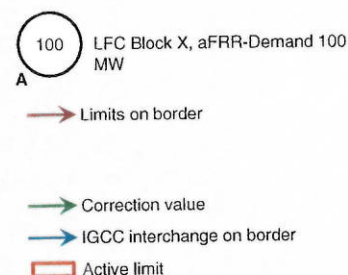 100
LFC Block X, aFRR-Demand 100
MW
A
Limits on border
Correction value
IGCC interchange on border
Active limit